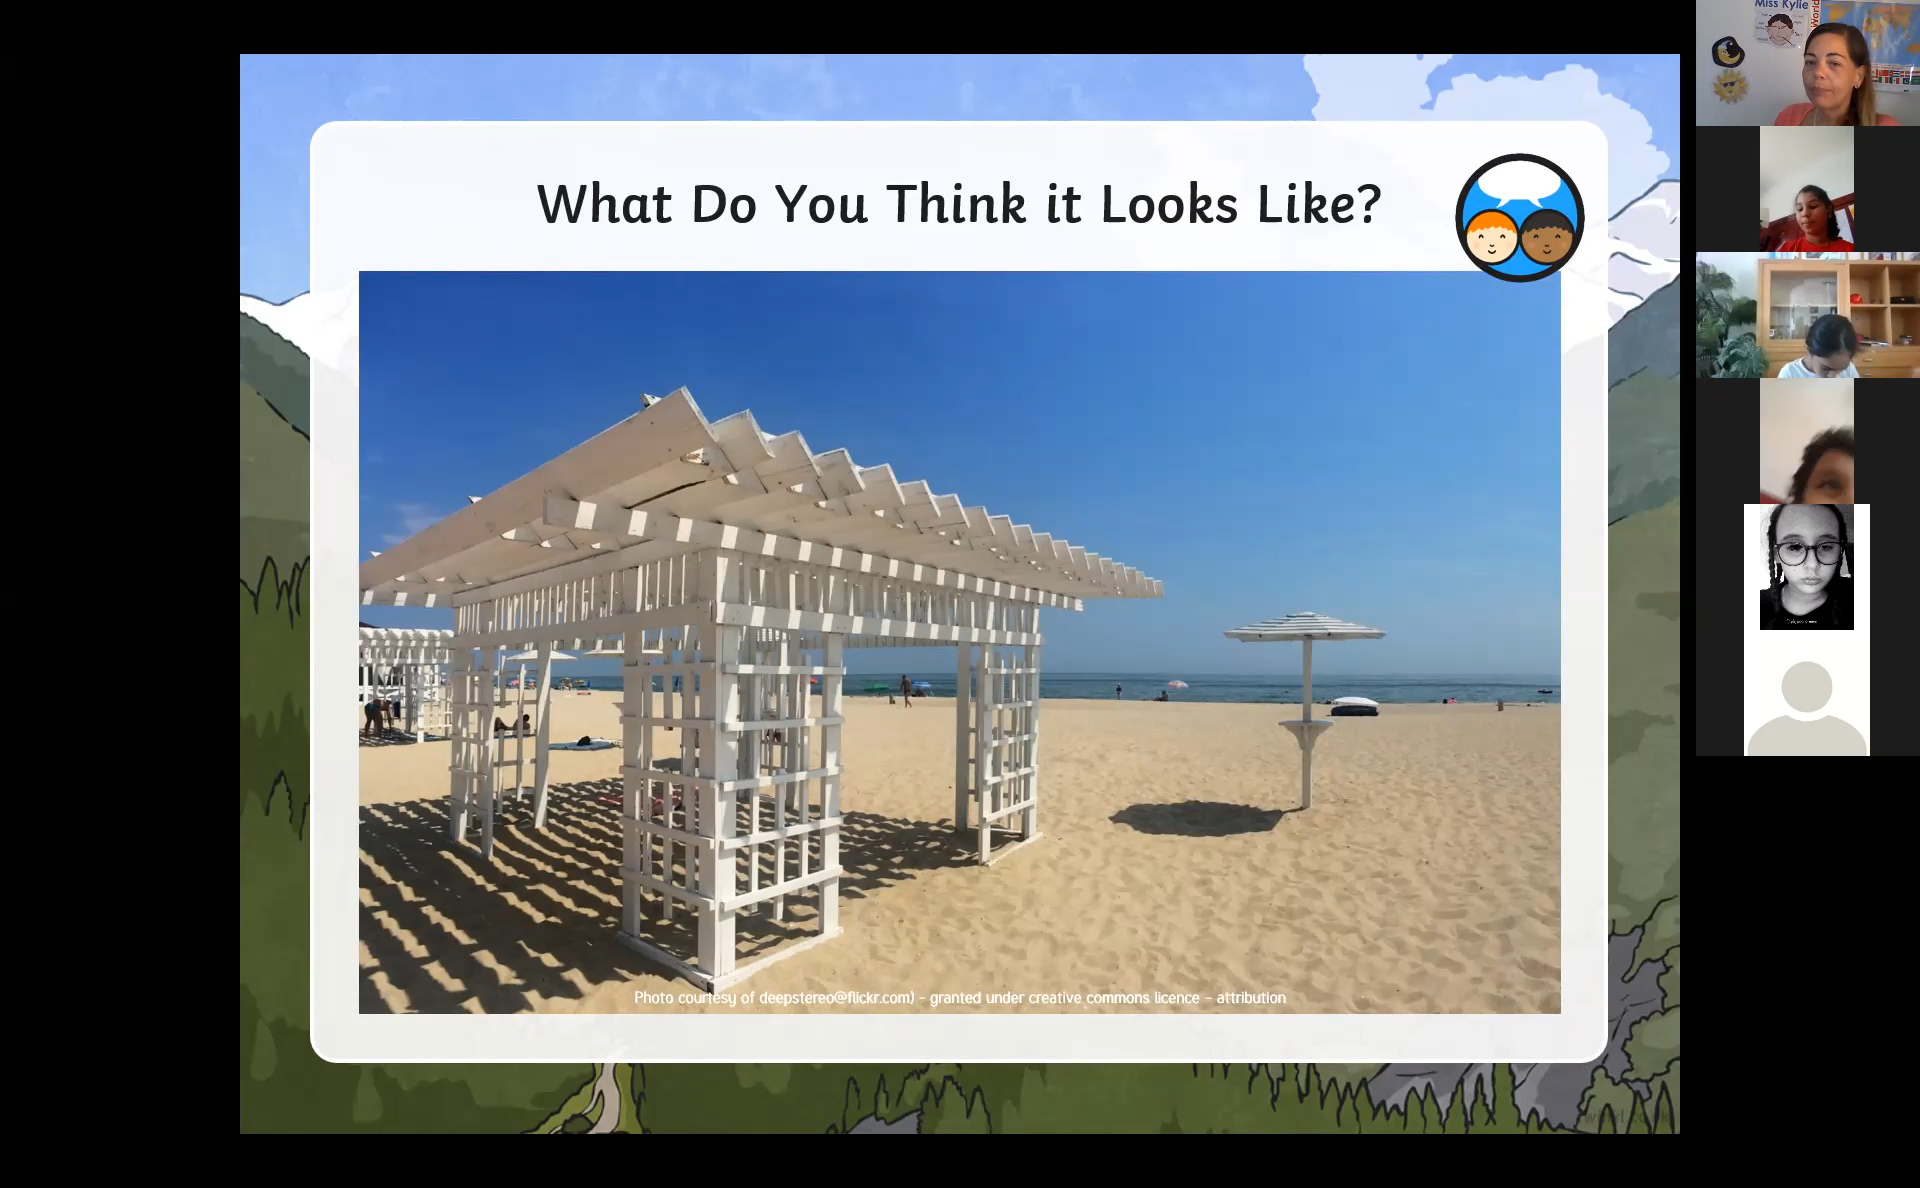 What Do You Think it Looks Like?
Photo courtesy of deepstereo@flickr.com) - granted under creative commons licence - attribution
Miss Kylie
World